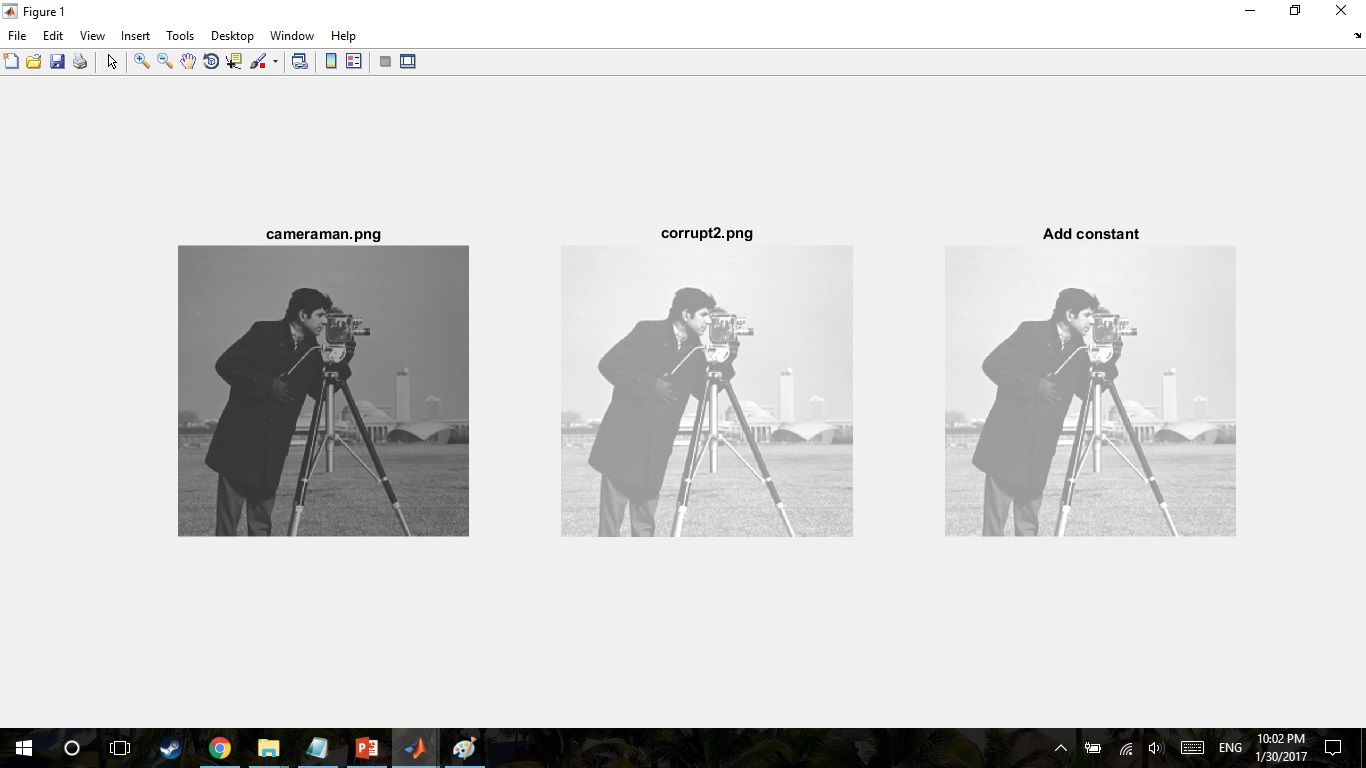 Figure 1
File Edit View Insert Tools Desktop Window Help
cameraman.png
corrupt2.png
Add constant
ENG
10:02 PM
1/30/2017